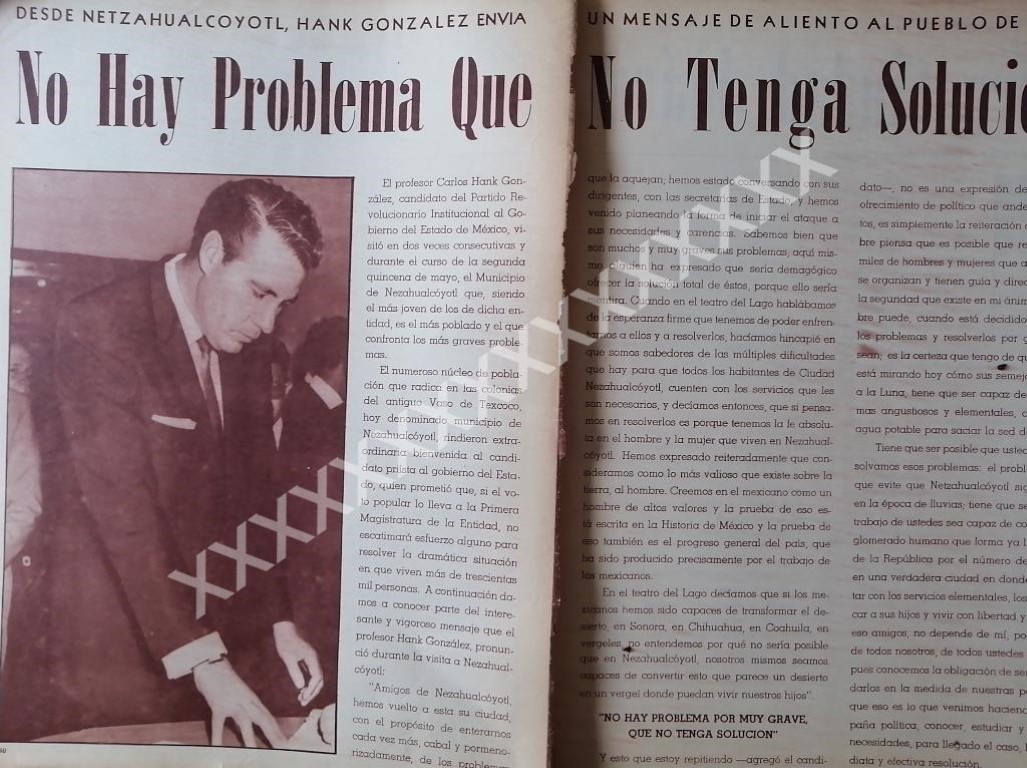 DESDE NETZAHUALCOYOTL, HANK GONZALEZ ENVIA
UN MENSAJE DE ALIENTO AL PUEBLO DE
No Hay Problema Que
No Tenga Solució
El profesor Carlos Hank Gon-
zález, candidato del Partido Re-
volucionario Institucional al Go-
bierno del Estado de México, vi-
sitó en dos veces consecutivas y
durante el curso de la segunda
quincena de mayo, el Municipio
de Nezahualcóyotl que, siendo
el más joven de los de dicha en-
tidad, es el más poblado y el que
confronta los más graves proble-
mas.
El numeroso núcleo de pobla-
ción que radica en las colonias
del antiguo Vaso de Texcoco,
hoy denominado municipio de
Nezahualcóyotl, rindieron extra-
ordinaria bienvenida al candi-
dato priísta al gobierno del Esta-
do, quien prometió que, si el vo-
to popular lo lleva a la Primera
Magistratura de la Entidad, no
escatimará esfuerzo alguno para
resolver la dramática situación
en que viven más de trescientas
mil personas. A continuación da-
mos a conocer parte del intere-
sante y vigoroso mensaje que el
profesor Hank González, pronun-
ció durante la visita a Nezahual-
cóyotl:
"Amigos de Nezahualcóyotl,
hemos vuelto a esta su ciudad,
con el propósito de enterarnos
cada vez más, cabal y pormeno-
rizadamente, de los problemas
que la aquejan; hemos estado conversando con sus
dirigentes, con las secretarías de Estado, y hemos
venido planeando la forma de iniciar el ataque a
sus necesidades y carencias. Sabemos bien que
son muchos y muy graves sus problemas; aquí mis-
mo alguien ha expresado que sería demagógico
ofrecer la solución total de éstos, porque ello sería
mentira. Cuando en el teatro del Lago hablábamos
de la esperanza firme que tenemos de poder enfren-
tarnos a ellos y a resolverlos, hacíamos hincapié en
que somos sabedores de las múltiples dificultades
que hay para que todos los habitantes de Ciudad
Nezahualcóyotl, cuenten con los servicios que les
son necesarios, y decíamos entonces, que si pensa-
mos en resolverlos es porque tenemos la fe absolu-
ta en el hombre y la mujer que viven en Nezahual-
cóyotl. Hemos expresado reiteradamente que con-
sideramos como lo más valioso que existe sobre la
tierra, al hombre. Creemos en el mexicano como un
hombre de altos valores y la prueba de eso es-
tá escrita en la Historia de México y la prueba de
eso también es el progreso general del país, que
ha sido producido precisamente por el trabajo de
los mexicanos.
En el teatro del Lago decíamos que si los me-
xicanos hemos sido capaces de transformar el de-
sierto, en Sonora, en Chihuahua, en Coahuila, en
vergeles, no entendemos por qué no sería posible
que en Nezahualcóyotl, nosotros mismos seamos
capaces de convertir esto que parece un desierto
en un vergel donde puedan vivir nuestros hijos".
"NO HAY PROBLEMA POR MUY GRAVE,
QUE NO TENGA SOLUCION"
Y esto que estoy repitiendo —agregó el candi-
dato—, no es una expresión de
ofrecimiento de político que ande
tos, es simplemente la reiteración d
bre piensa que es posible que re
miles de hombres y mujeres que a
se organizan y tienen guía y direc
la seguridad que existe en mi ánim
bre puede, cuando está decidido
los problemas y resolverlos por g
sean; es la certeza que tengo de qu
está mirando hoy cómo sus semej
a la Luna, tiene que ser capaz de
mas angustiosos y elementales, c
agua potable para saciar la sed d
Tiene que ser posible que ustede
solvamos esos problemas: el probl
que evite que Netzahualcóyotl sig
en la época de lluvias; tiene que se
trabajo de ustedes sea capaz de co
glomerado humano que forma ya l
de la República por el número de
en una verdadera ciudad en donde
tar con los servicios elementales, los
car a sus hijos y vivir con libertad y
eso amigos, no depende de mí, po
de todos nosotros, de todos ustedes
pues conocemos la obligación de se
darlos en la medida de nuestras p
que eso es lo que venimos haciend
paña política, conocer, estudiar y
necesidades, para llegado el caso, l
diata y efectiva resolución.
XXXXXXXXXXXXXXXXXXXX